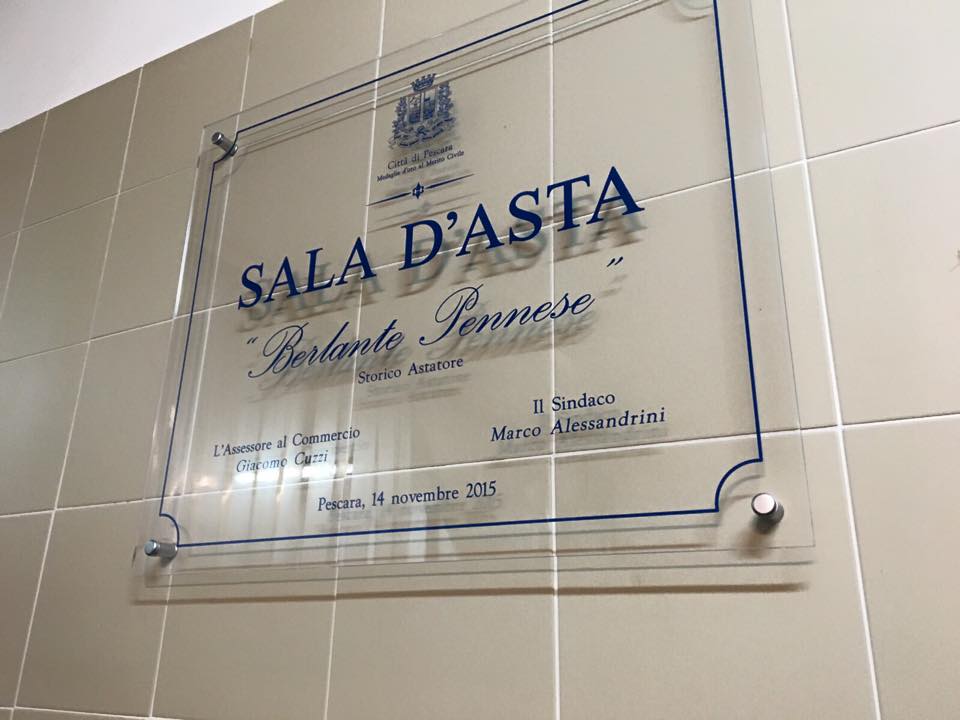 Città di Pescara
Medaglia d'oro al Merito Civile
SALA D'ASTA
"Berlante Pennese"
Storico Astatore
L'Assessore al Commercio
Giacomo Cuzzi
Il Sindaco
Marco Alessandrini
Pescara, 14 novembre 2015